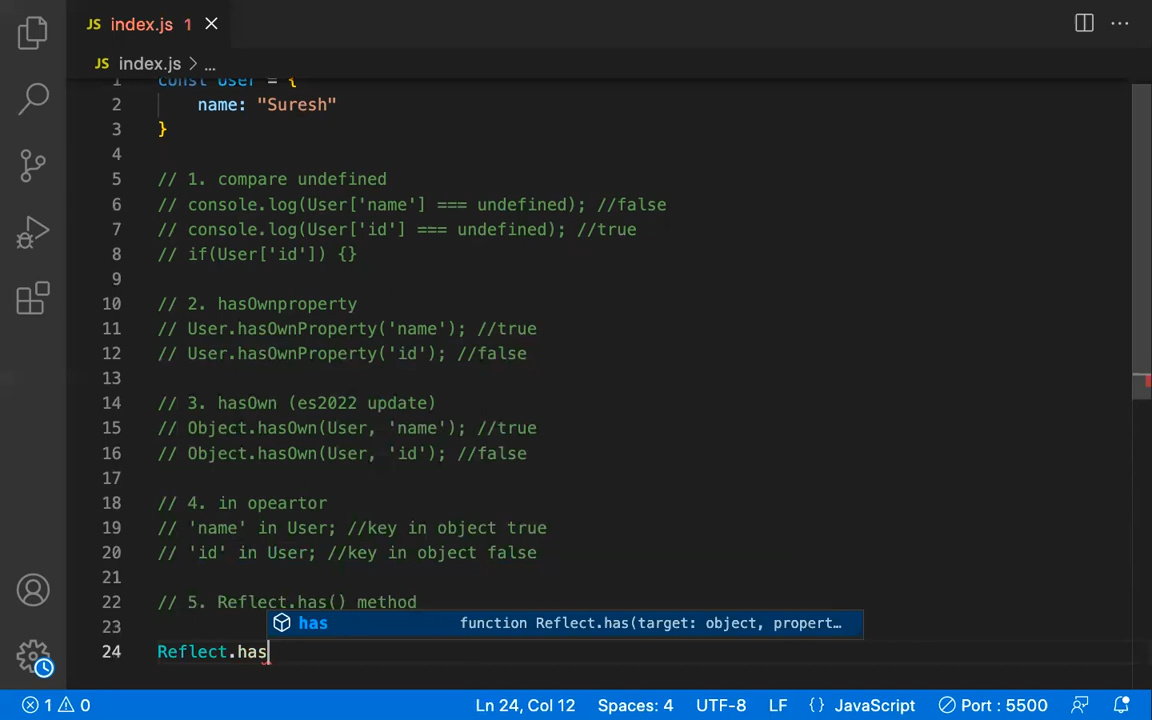 JS index.js 1
JS index.js > ...
1 const User = {
2 name: "Suresh"
3 }
4
5 // 1. compare undefined
6 // console.log(User['name'] === undefined); //false
7 // console.log(User['id'] === undefined); //true
8 // if(User['id']) {}
9
10 // 2. hasOwnproperty
11 // User.hasOwnProperty('name'); //true
12 // User.hasOwnProperty('id'); //false
13
14 // 3. hasOwn (es2022 update)
15 // Object.hasOwn(User, 'name'); //true
16 // Object.hasOwn(User, 'id'); //false
17
18 // 4. in opeartor
19 // 'name' in User; //key in object true
20 // 'id' in User; //key in object false
21
22 // 5. Reflect.has() method
23
has function Reflect.has(target: object, propert…
24 Reflect.has
1 0 Ln 24, Col 12 Spaces: 4 UTF-8 LF {} JavaScript Port : 5500